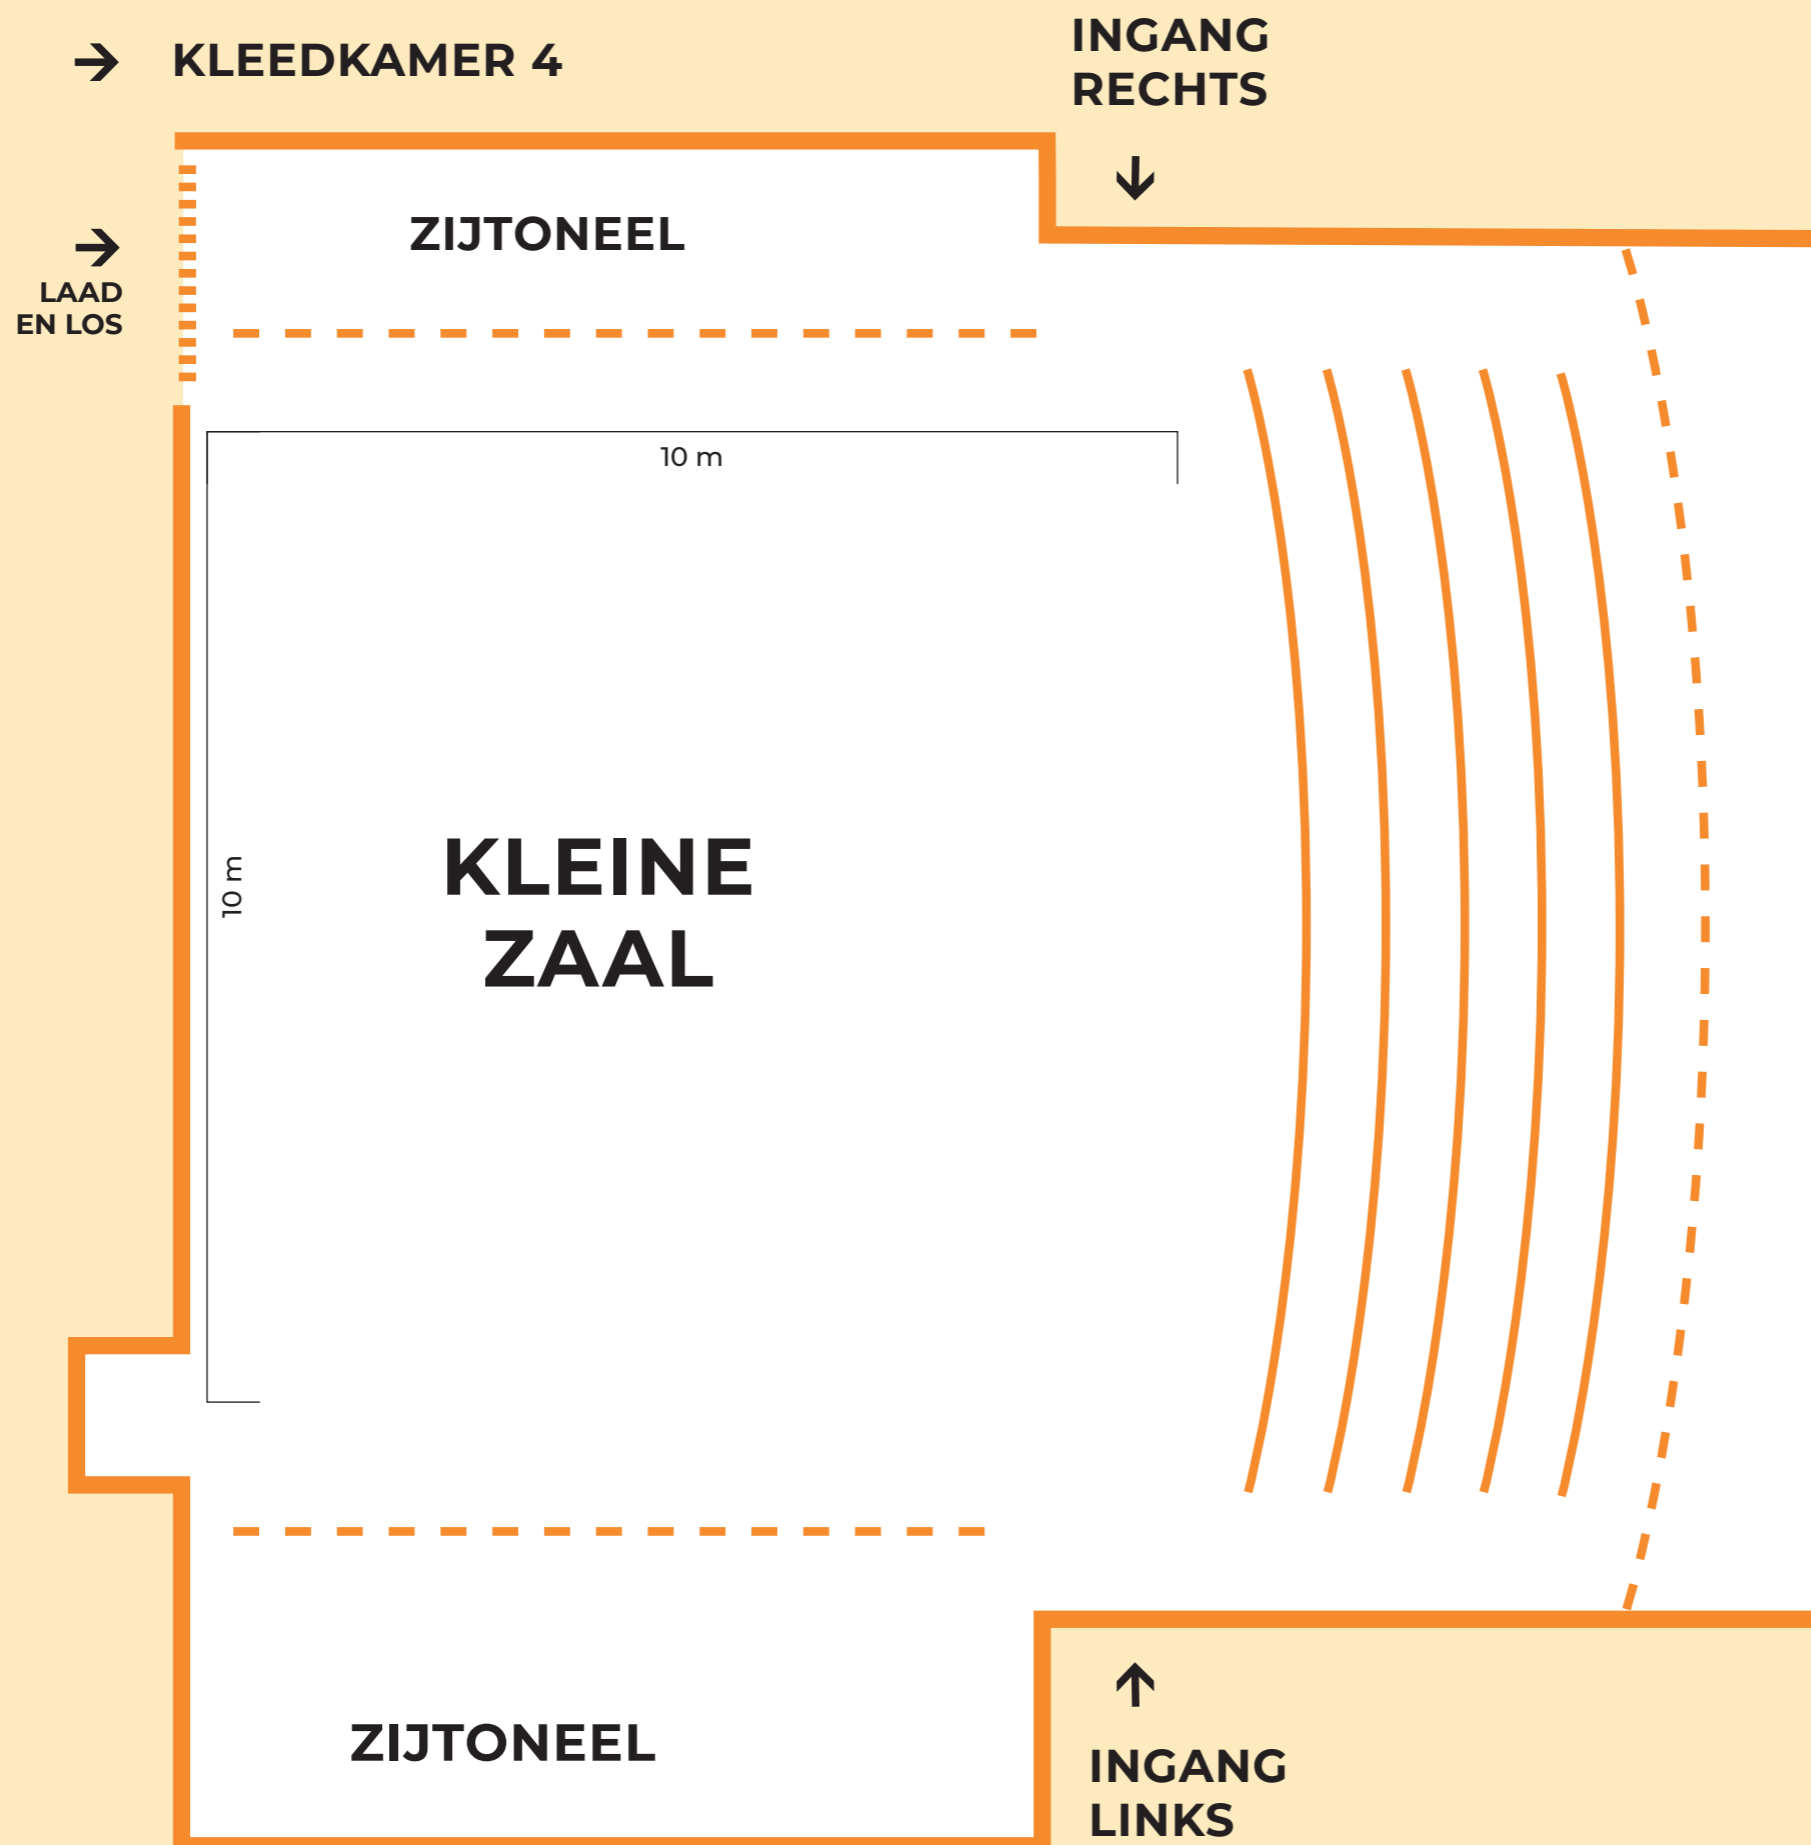 KLEEDKAMER 4
INGANG
RECHTS
ZIJTONEEL
LAAD
EN LOS
10 m
10 m
KLEINE
ZAAL
ZIJTONEEL
INGANG
LINKS